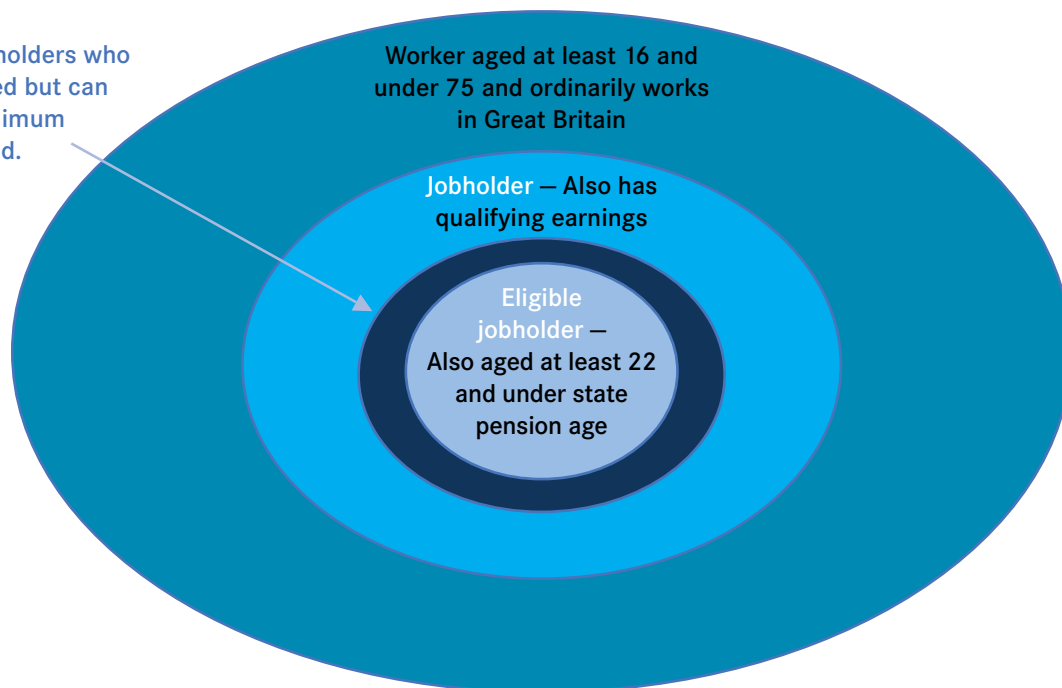 holders who
ed but can
imum
d.
Worker aged at least 16 and
under 75 and ordinarily works
in Great Britain
Jobholder – Also has
qualifying earnings
Eligible
jobholder –
Also aged at least 22
and under state
pension age